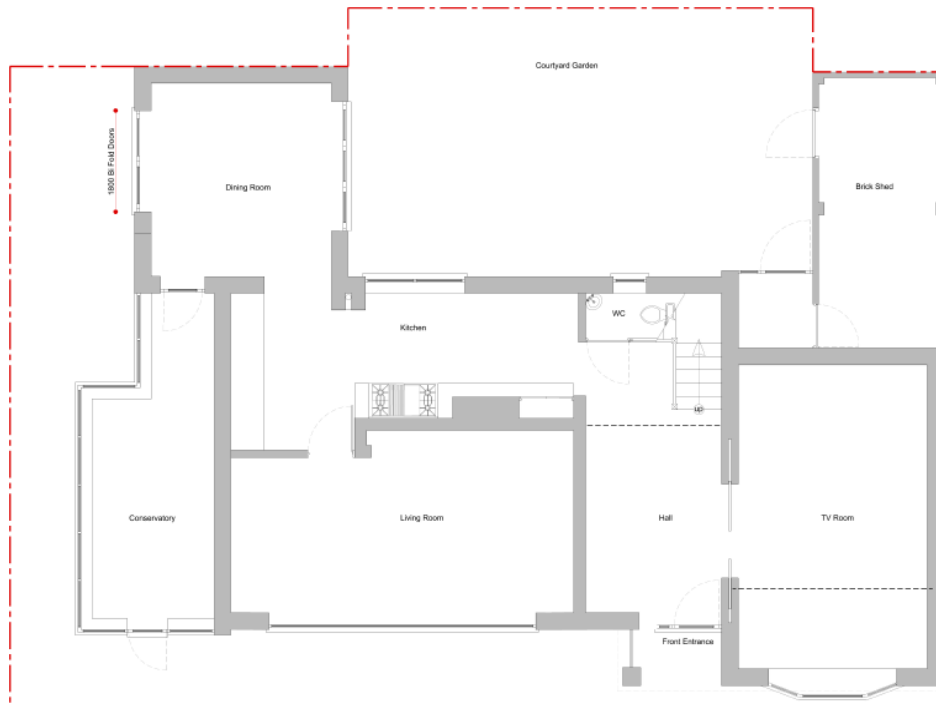 Courtyard Garden
1800 Bi Fold Doors
Dining Room
Brick Shed
WC
Kitchen
up
Conservatory
Living Room
Hall
TV Room
Front Entrance